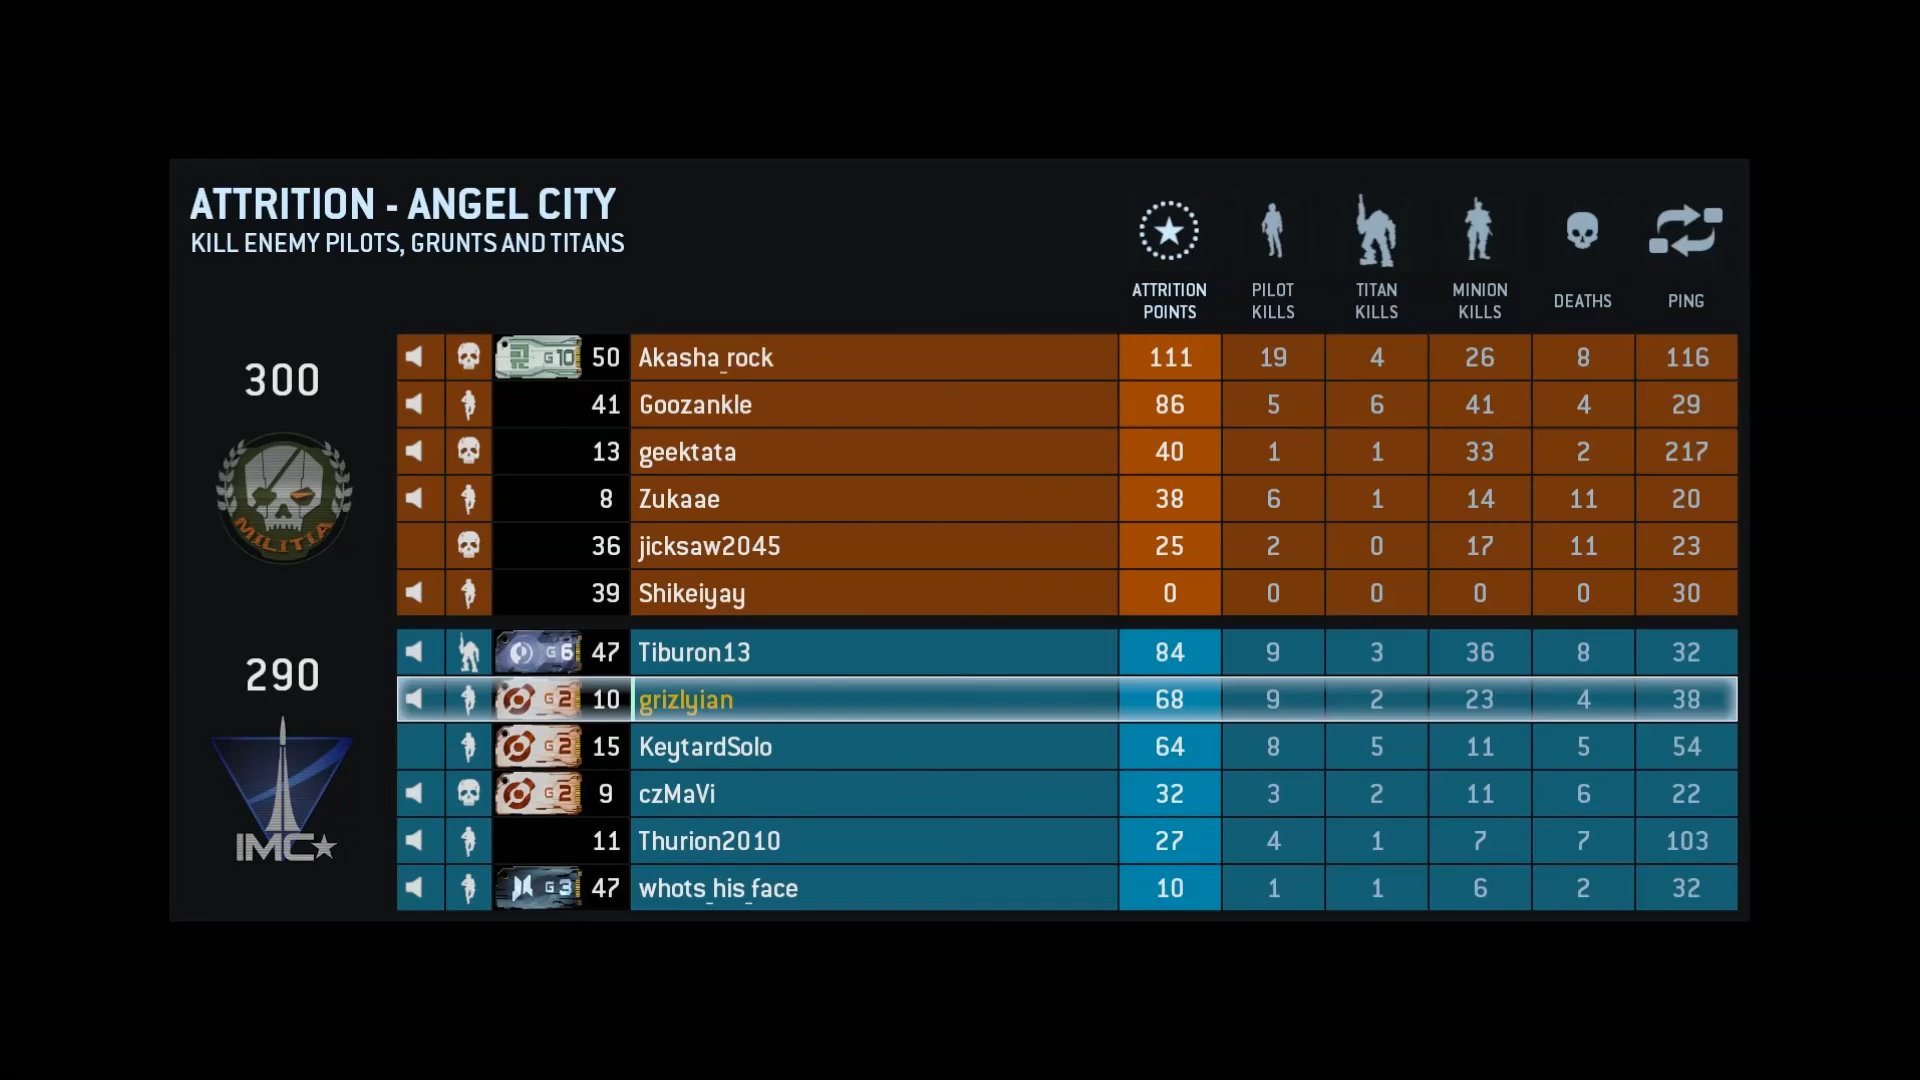 ATTRITION - ANGEL CITY
KILL ENEMY PILOTS, GRUNTS AND TITANS
ATTRITION POINTS PILOT KILLS TITAN KILLS MINION KILLS DEATHS PING
300
MILITIA
G10 50 Akasha_rock 111 19 4 26 8 116
41 Goozankle 86 5 6 41 4 29
13 geektata 40 1 1 33 2 217
8 Zukaae 38 6 1 14 11 20
36 jicksaw2045 25 2 0 17 11 23
39 Shikeiyay 0 0 0 0 0 30
290
IMC
G6 47 Tiburon13 84 9 3 36 8 32
G2 10 grizlyian 68 9 2 23 4 38
G2 15 KeytardSolo 64 8 5 11 5 54
G2 9 czMaVi 32 3 2 11 6 22
11 Thurion2010 27 4 1 7 7 103
G3 47 whots_his_face 10 1 1 6 2 32